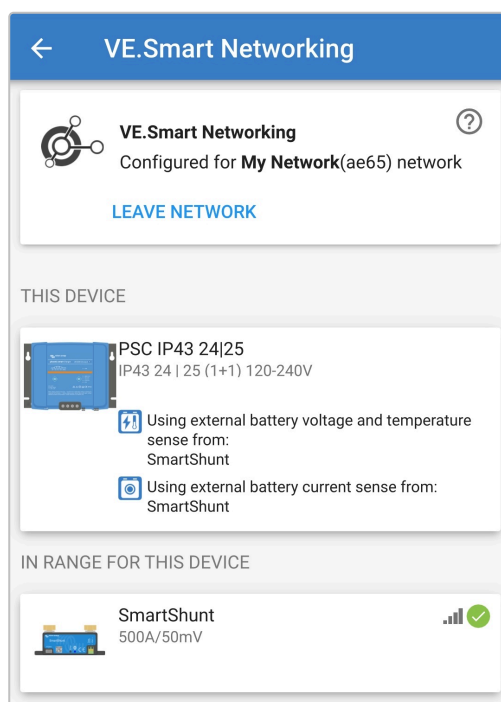 VE.Smart Networking
VE.Smart Networking
Configured for My Network(ae65) network
LEAVE NETWORK
THIS DEVICE
PSC IP43 24|25
IP43 24 | 25 (1+1) 120-240V
Using external battery voltage and temperature
sense from:
SmartShunt
Using external battery current sense from:
SmartShunt
IN RANGE FOR THIS DEVICE
SmartShunt
500A/50mV